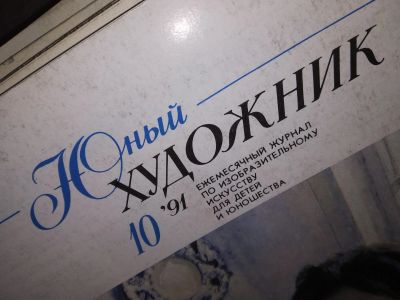 Юный
ХУДОЖНИК
10 '91
ЕЖЕМЕСЯЧНЫЙ ЖУРНАЛ
ПО ИЗОБРАЗИТЕЛЬНОМУ
ИСКУССТВУ
ДЛЯ ДЕТЕЙ
И ЮНОШЕСТВА